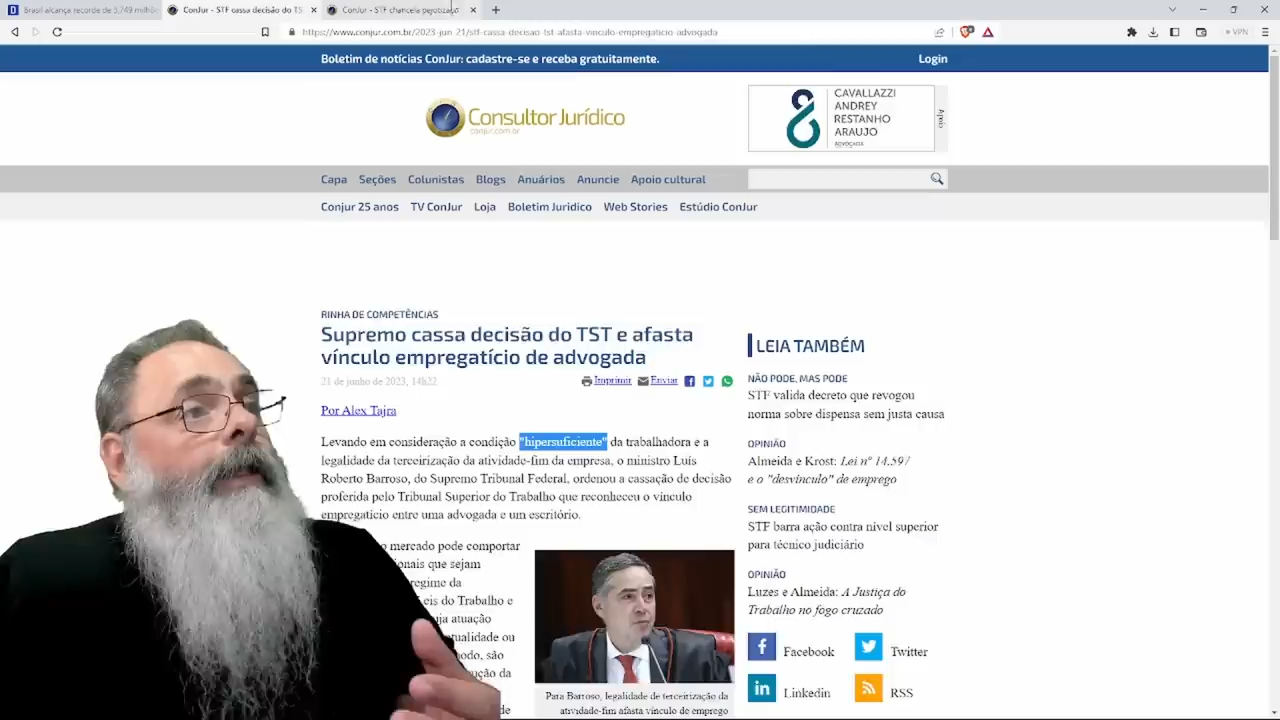 Brasil alcança recorde de 5,749 milhõe
ConJur - STF cassa decisão do TS
ConJur - STF chancela pejotizaç
https://www.conjur.com.br/2023-jun-21/stf-cassa-decisao-tst-afasta-vinculo-empregaticio-advogada
VPN
Boletim de notícias ConJur: cadastre-se e receba gratuitamente.
Login
Consultor Jurídico
conjur.com.br
CAVALLAZZI
ANDREY
RESTANHO
ARAUJO
ADVOCACIA
Apoio
Capa Seções Colunistas Blogs Anuários Anuncie Apoio cultural
Conjur 25 anos TV ConJur Loja Boletim Juridico Web Stories Estúdio ConJur
RINHA DE COMPETÊNCIAS
Supremo cassa decisão do TST e afasta
vínculo empregatício de advogada
21 de junho de 2023, 14h22
Imprimir Enviar
Por Alex Tajra
Levando em consideração a condição "hipersuficiente" da trabalhadora e a
legalidade da terceirização da atividade-fim da empresa, o ministro Luís
Roberto Barroso, do Supremo Tribunal Federal, ordenou a cassação de decisão
proferida pelo Tribunal Superior do Trabalho que reconheceu o vínculo
empregatício entre uma advogada e um escritório.
o mercado pode comportar
onais que sejam
regime da
eis do Trabalho e
uja atuação
ntualidade ou
nodo, são
ução da
de
Para Barroso, legalidade de terceirização da
atividade-fim afasta vínculo de emprego
LEIA TAMBÉM
NÃO PODE, MAS PODE
STF valida decreto que revogou
norma sobre dispensa sem justa causa
OPINIÃO
Almeida e Krost: Lei nº 14.597
e o "desvínculo" de emprego
SEM LEGITIMIDADE
STF barra ação contra nível superior
para técnico judiciário
OPINIÃO
Luzes e Almeida: A Justiça do
Trabalho no fogo cruzado
Facebook
Twitter
Linkedin
RSS